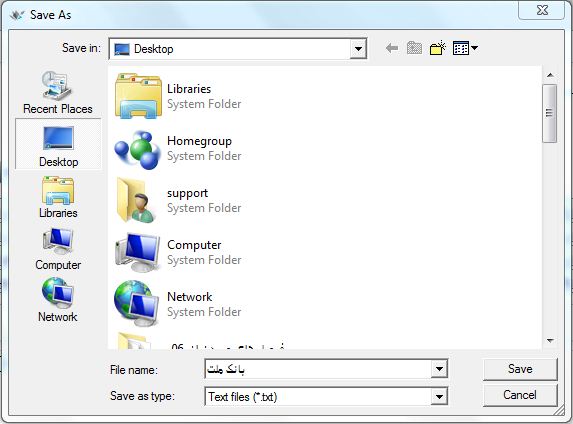 Save As
Save in:
Desktop
Recent Places
Desktop
Libraries
Computer
Network
Libraries
System Folder
Homegroup
System Folder
support
System Folder
Computer
System Folder
Network
System Folder
File name:
بانک ملت
Save
Save as type:
Text files (*.txt)
Cancel